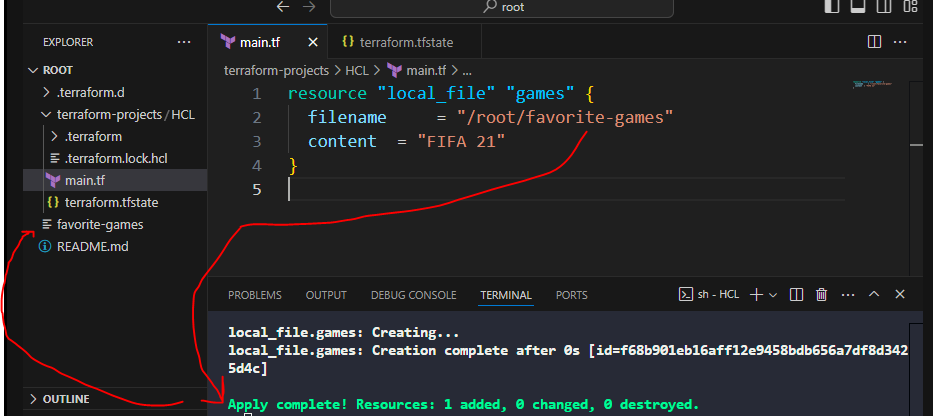 root
EXPLORER
ROOT
.terraform.d
terraform-projects / HCL
.terraform
.terraform.lock.hcl
main.tf
terraform.tfstate
favorite-games
README.md
OUTLINE
main.tf
terraform.tfstate
terraform-projects > HCL > main.tf > ...
1 resource "local_file" "games" {
2 filename = "/root/favorite-games"
3 content = "FIFA 21"
4 }
5
PROBLEMS OUTPUT DEBUG CONSOLE TERMINAL PORTS
sh - HCL
local_file.games: Creating...
local_file.games: Creation complete after 0s [id=f68b901eb16aff12e9458bdb656a7df8d342
5d4c]
Apply complete! Resources: 1 added, 0 changed, 0 destroyed.